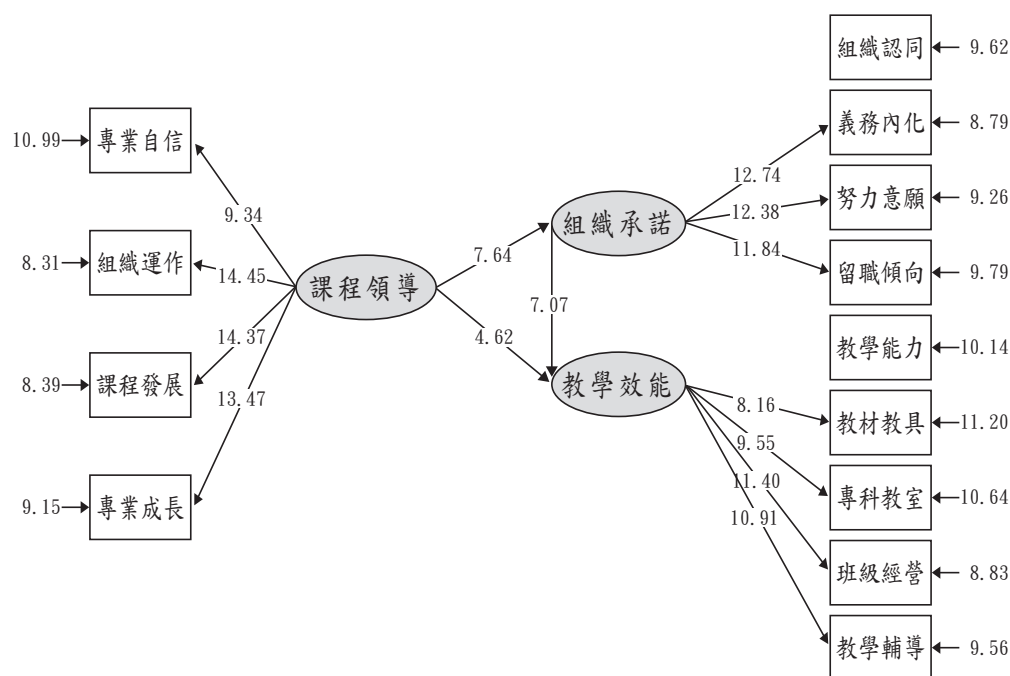 組織認同
9.62
10.99
專業自信
義務內化
8.79
12.74
9.34
努力意願
9.26
12.38
組織承諾
11.84
8.31
組織運作
14.45
7.64
留職傾向
9.79
課程領導
7.07
14.37
4.62
教學能力
10.14
8.39
課程發展
教學效能
13.47
8.16
教材教具
11.20
9.55
11.40
9.15
專業成長
10.91
專科教室
10.64
班級經營
8.83
教學輔導
9.56